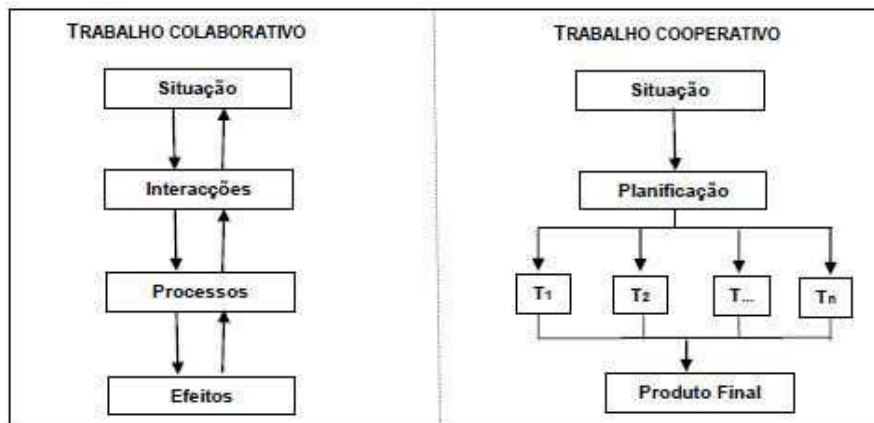 TRABALHO COLABORATIVO
Situação
Interacções
Processos
Efeitos
TRABALHO COOPERATIVO
Situação
Planificação
T1
T2
T...
Tn
Produto Final